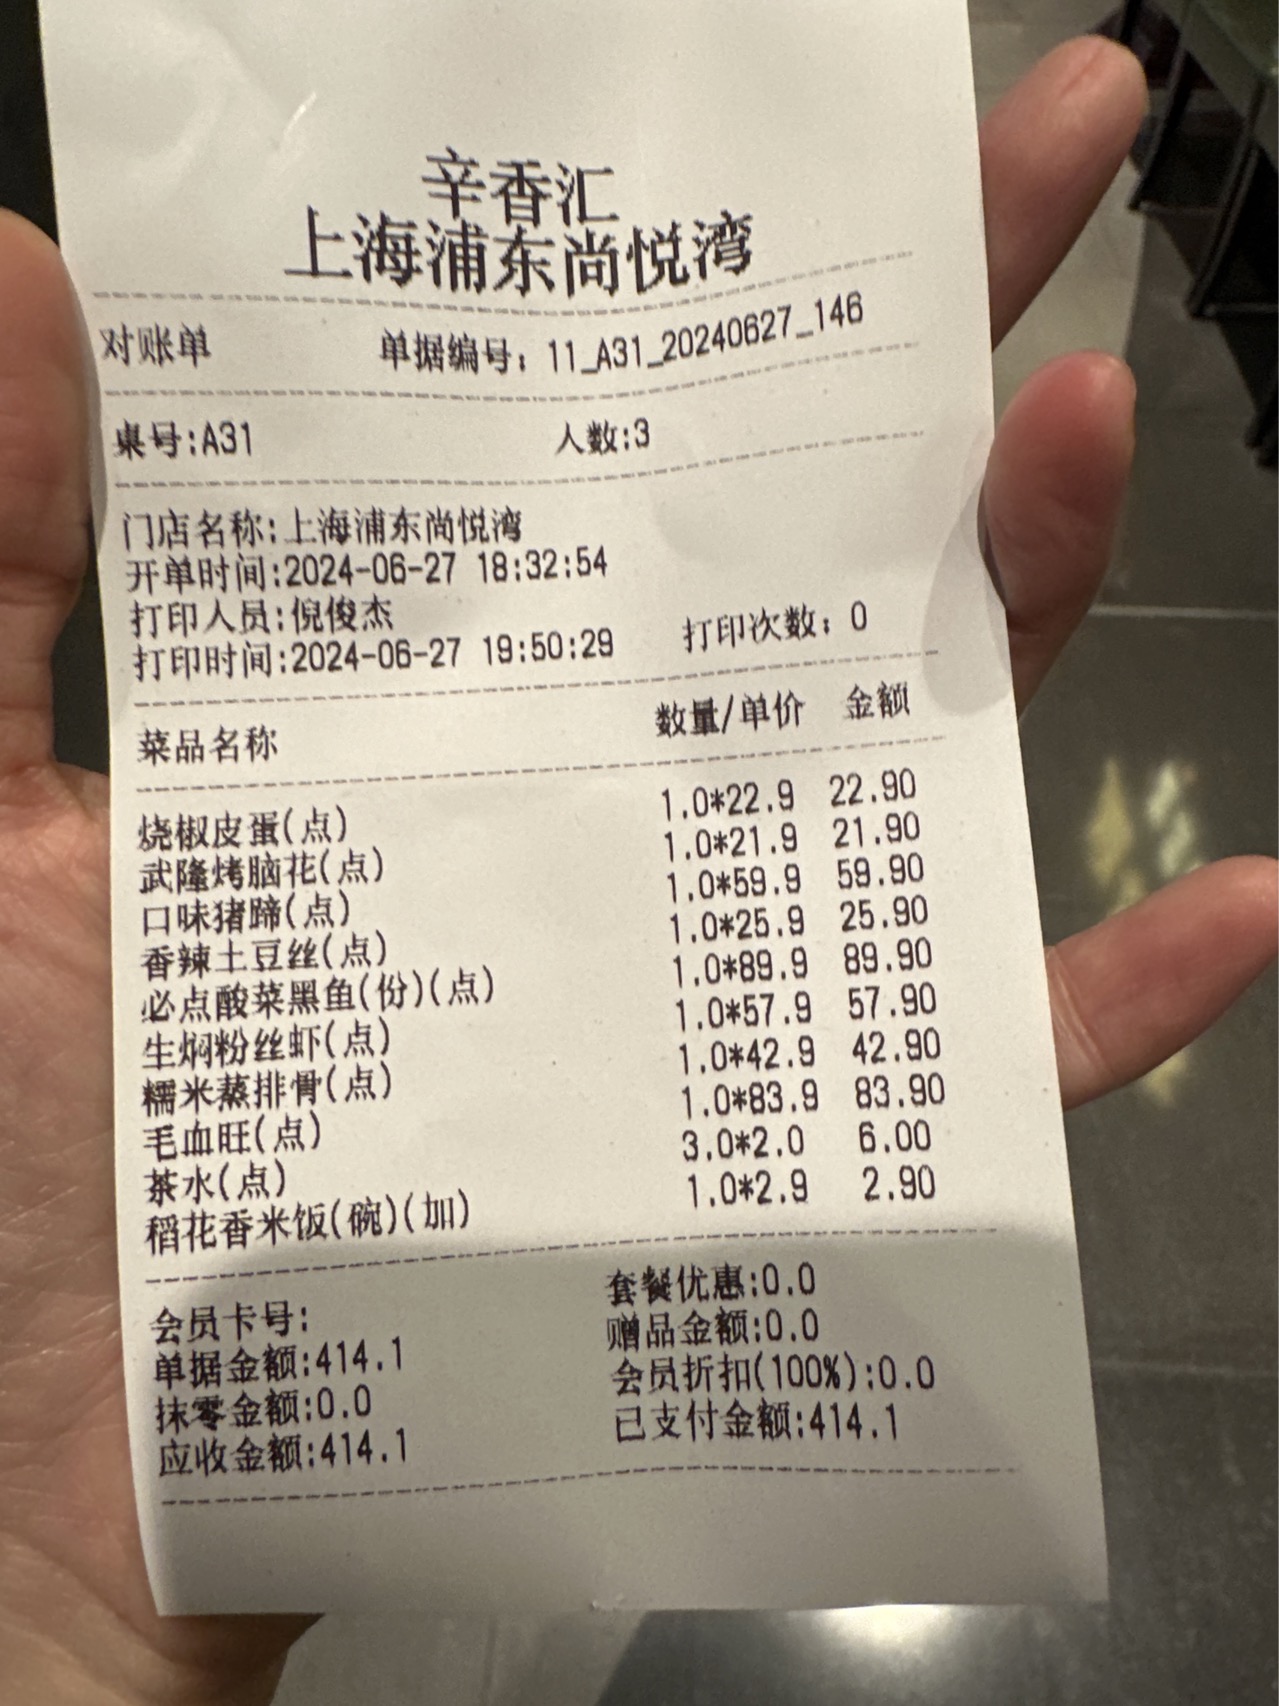 辛香汇
上海浦东尚悦湾
对账单 单据编号：11_A31_20240627_146
桌号:A31 人数:3
门店名称:上海浦东尚悦湾
开单时间:2024-06-27 18:32:54
打印人员:倪俊杰
打印时间:2024-06-27 19:50:29 打印次数：0
菜品名称 数量/单价 金额
烧椒皮蛋(点) 1.0*22.9 22.90
武隆烤脑花(点) 1.0*21.9 21.90
口味猪蹄(点) 1.0*59.9 59.90
香辣土豆丝(点) 1.0*25.9 25.90
必点酸菜黑鱼(份)(点) 1.0*89.9 89.90
生焖粉丝虾(点) 1.0*57.9 57.90
糯米蒸排骨(点) 1.0*42.9 42.90
毛血旺(点) 1.0*83.9 83.90
茶水(点) 3.0*2.0 6.00
稻花香米饭(碗)(加) 1.0*2.9 2.90
会员卡号: 套餐优惠:0.0
单据金额:414.1 赠品金额:0.0
抹零金额:0.0 会员折扣(100%):0.0
应收金额:414.1 已支付金额:414.1